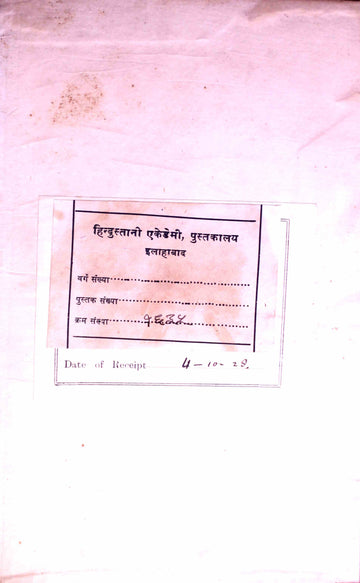 हिन्दुस्तानी एकेडेमी, पुस्तकालय
इलाहाबाद
वर्ग संख्या
पुस्तक संख्या
क्रम संख्या
Date of Receipt 4-10-28.